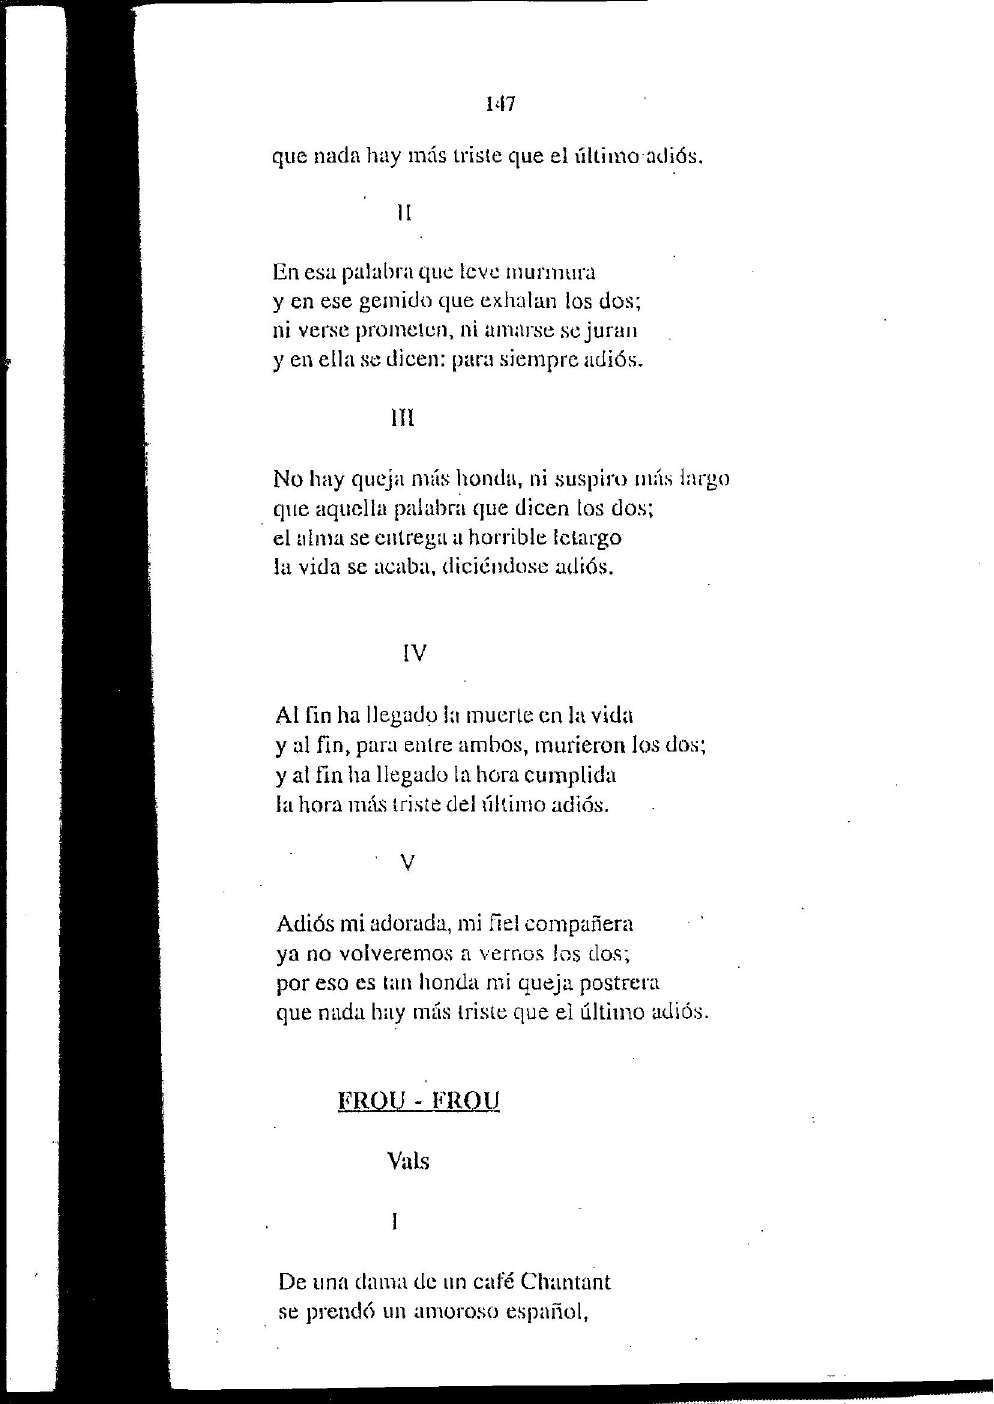 147
que nada hay más triste que el último adiós.
II
En esa palabra que leve murmura
y en ese gemido que exhalan los dos;
ni verse prometen, ni amarse se juran
y en ella se dicen: para siempre adiós.
III
No hay queja más honda, ni suspiro más largo
que aquella palabra que dicen los dos;
el alma se entrega a horrible letargo
la vida se acaba, diciéndose adiós.
IV
Al fin ha llegado la muerte en la vida
y al fin, para entre ambos, murieron los dos;
y al fin ha llegado la hora cumplida
la hora más triste del último adiós.
V
Adiós mi adorada, mi fiel compañera
ya no volveremos a vernos los dos;
por eso es tan honda mi queja postrera
que nada hay más triste que el último adiós.
FROU - FROU
Vals
I
De una dama de un café Chantant
se prendó un amoroso español,